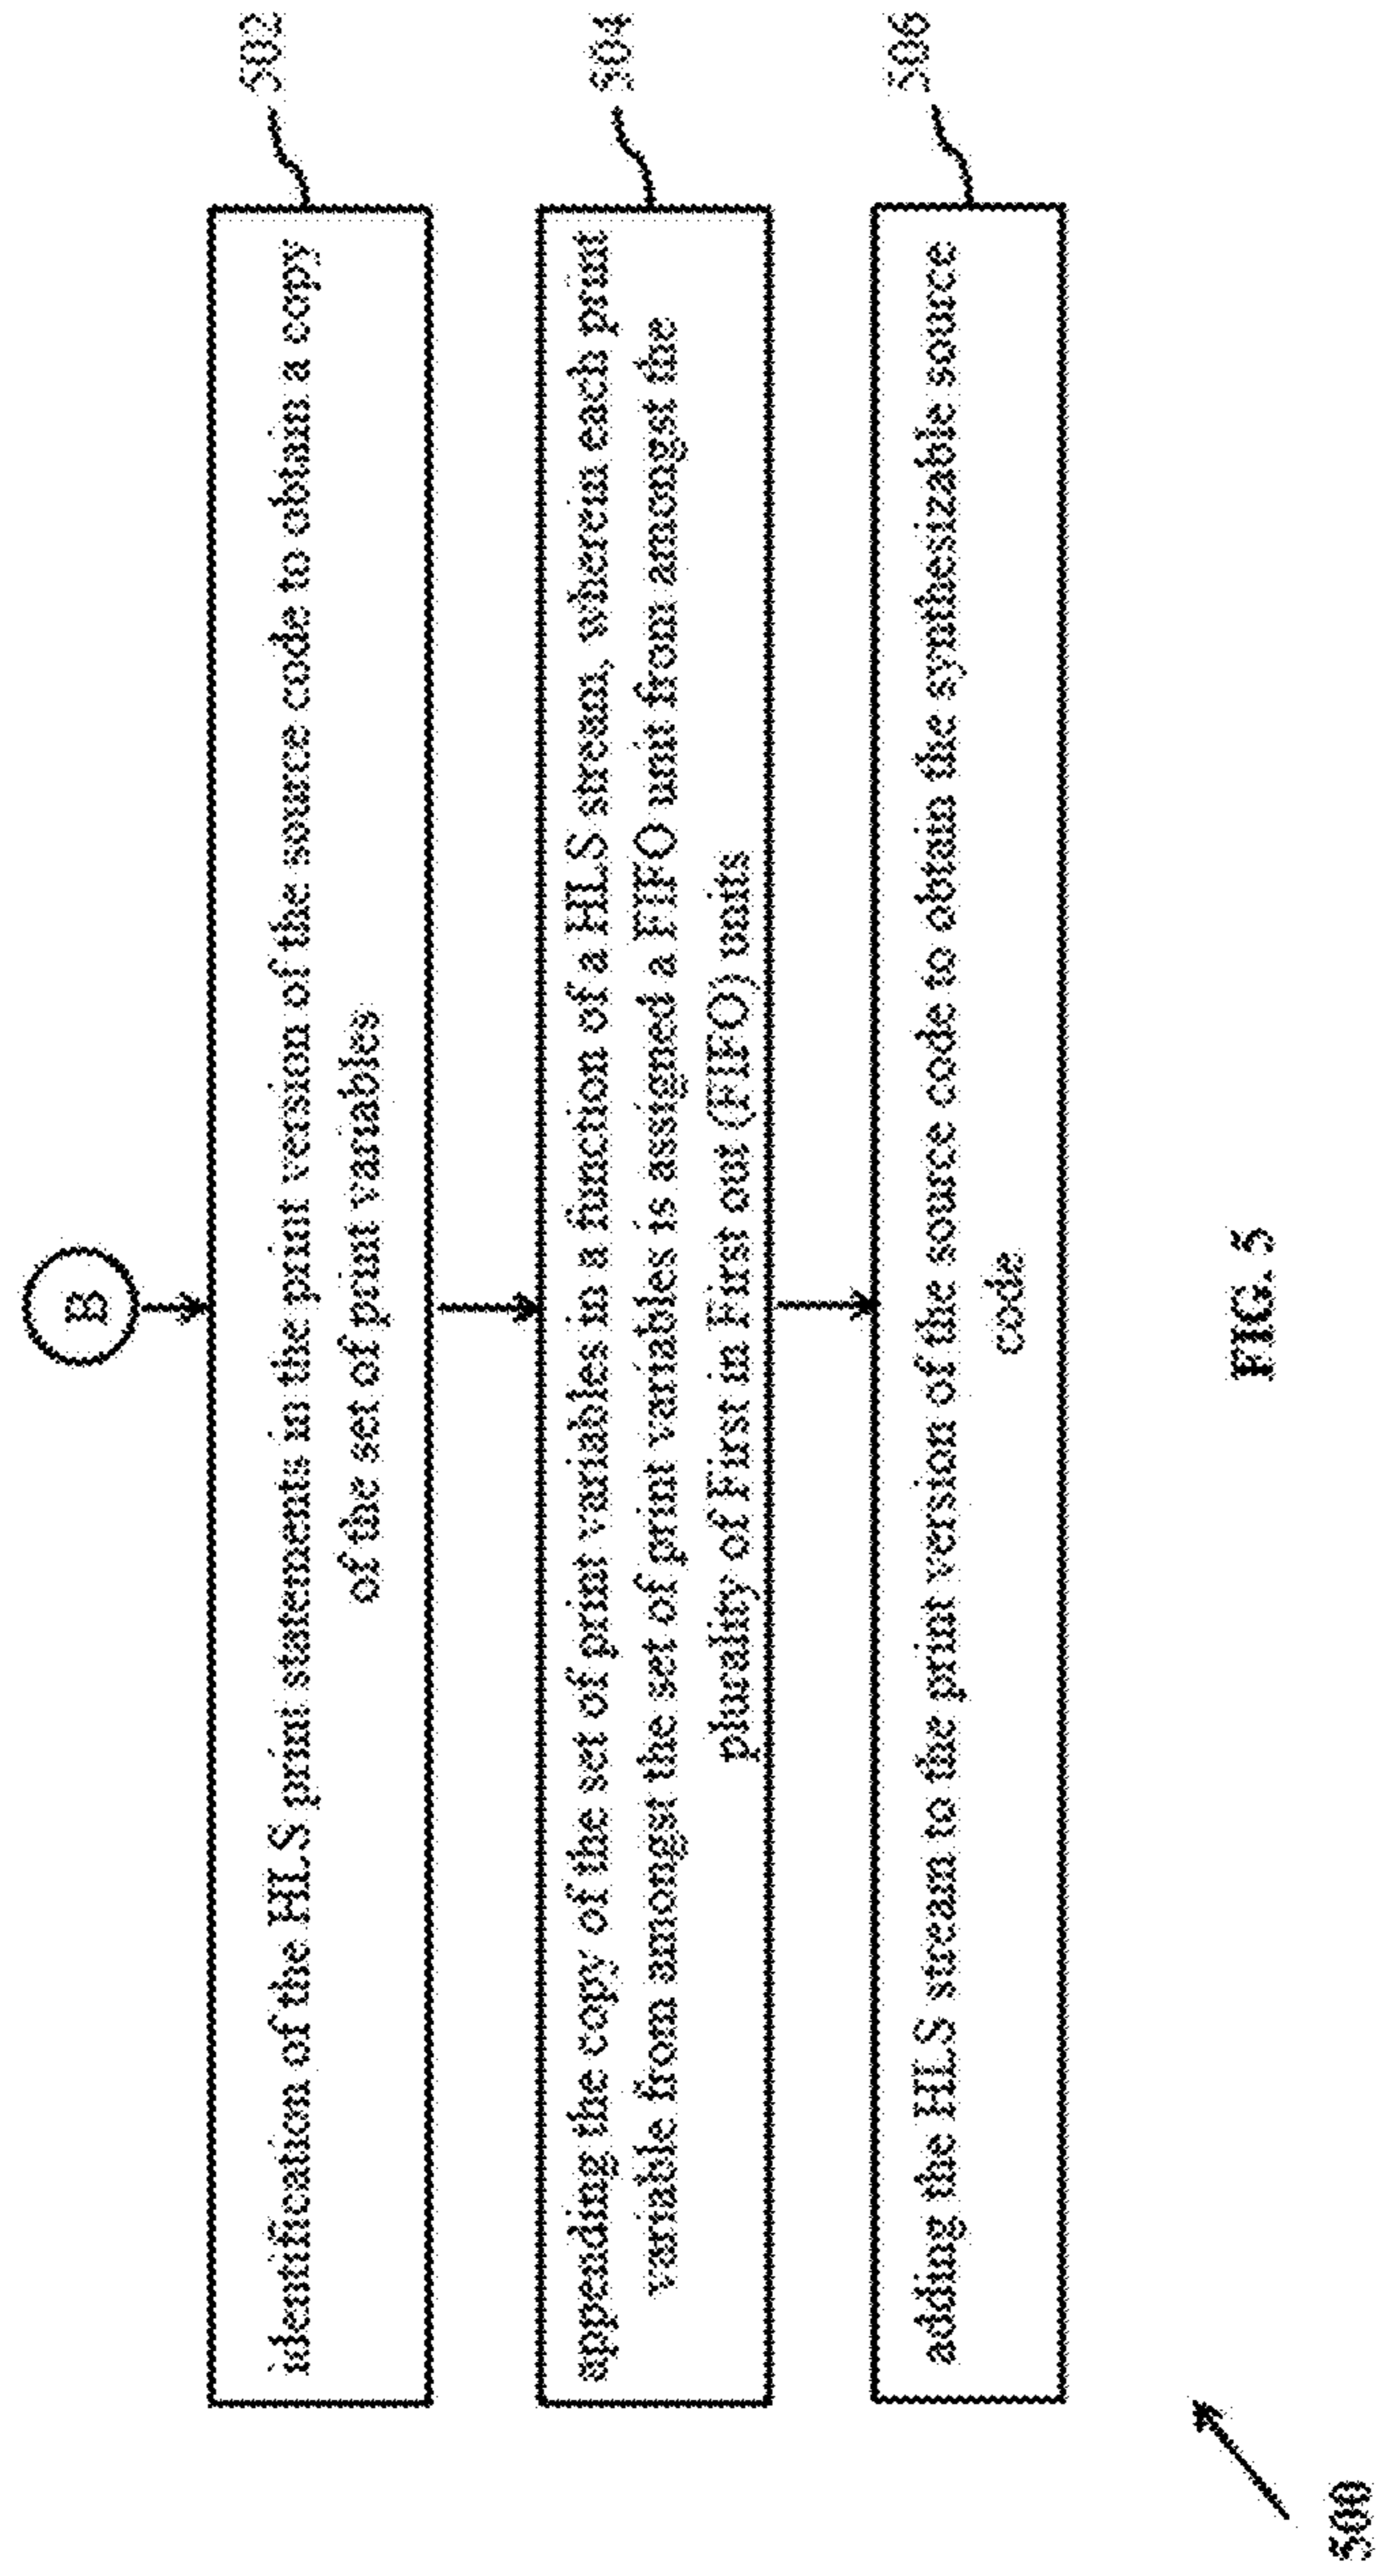 B
identification of the HLS print statements in the print version of the source code to obtain a copy
of the set of print variables
502
appending the copy of the set of print variables in a function of a HLS stream, wherein each print
variable from amongst the set of print variables is assigned a FIFO unit from amongst the
plurality of First in First out (FIFO) units
504
adding the HLS stream to the print version of the source code to obtain the synthesizable source
code
506
500
FIG. 5